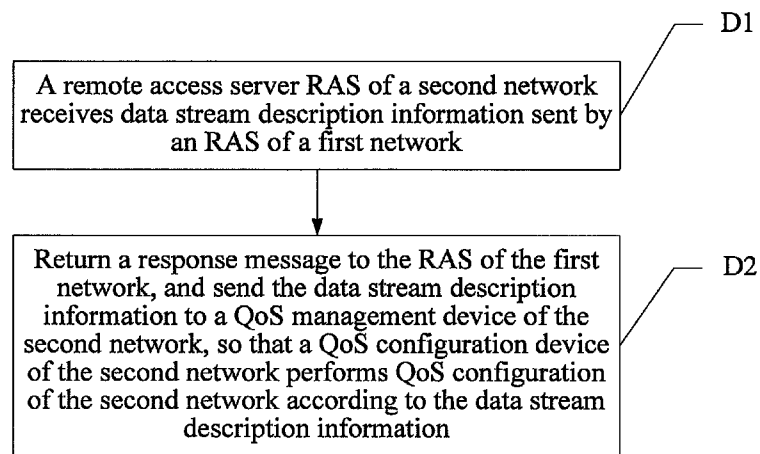 D1
A remote access server RAS of a second network
receives data stream description information sent by
an RAS of a first network
D2
Return a response message to the RAS of the first
network, and send the data stream description
information to a QoS management device of the
second network, so that a QoS configuration device
of the second network performs QoS configuration
of the second network according to the data stream
description information